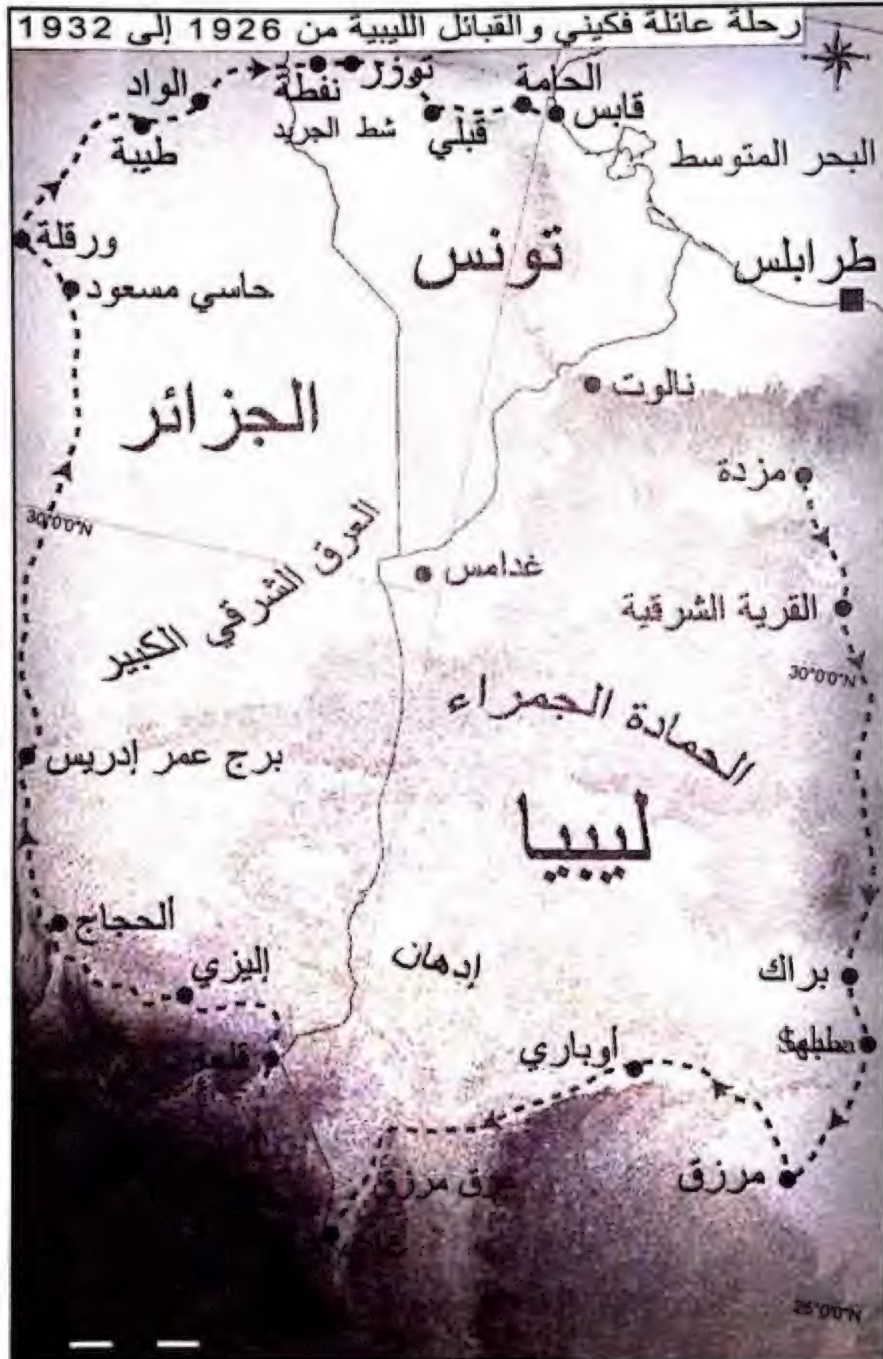 رحلة عائلة فكيني والقبائل الليبية من 1926 إلى 1932
الواد
نفطة
توزر
الحامة
طيبة
شط الجريد
قبلي
قابس
البحر المتوسط
ورقلة
تونس
طرابلس
حاسي مسعود
نالوت
الجزائر
مزدة
30°0'0"N
العرق الشرقي الكبير
غدامس
القرية الشرقية
30°0'0"N
الحمادة الحمراء
برج عمر إدريس
ليبيا
الحجاج
إدهان
براك
إليزي
أوباري
قلعة
مرزق
عرق مرزق
25°0'0"N